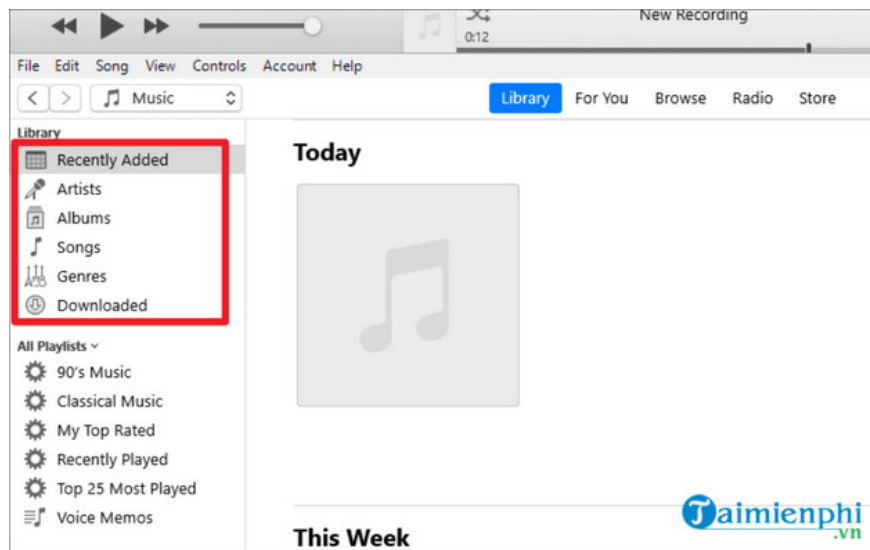 New Recording
0:12
File Edit Song View Controls Account Help
Music
Library For You Browse Radio Store
Library
Recently Added
Artists
Albums
Songs
Genres
Downloaded
All Playlists
90's Music
Classical Music
My Top Rated
Recently Played
Top 25 Most Played
Voice Memos
Today
This Week
Taimienphi
.vn